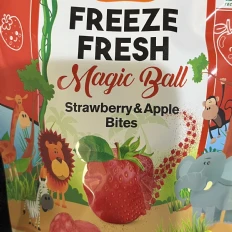 FREEZE
FRESH
Magic Ball
Strawberry & Apple
Bites